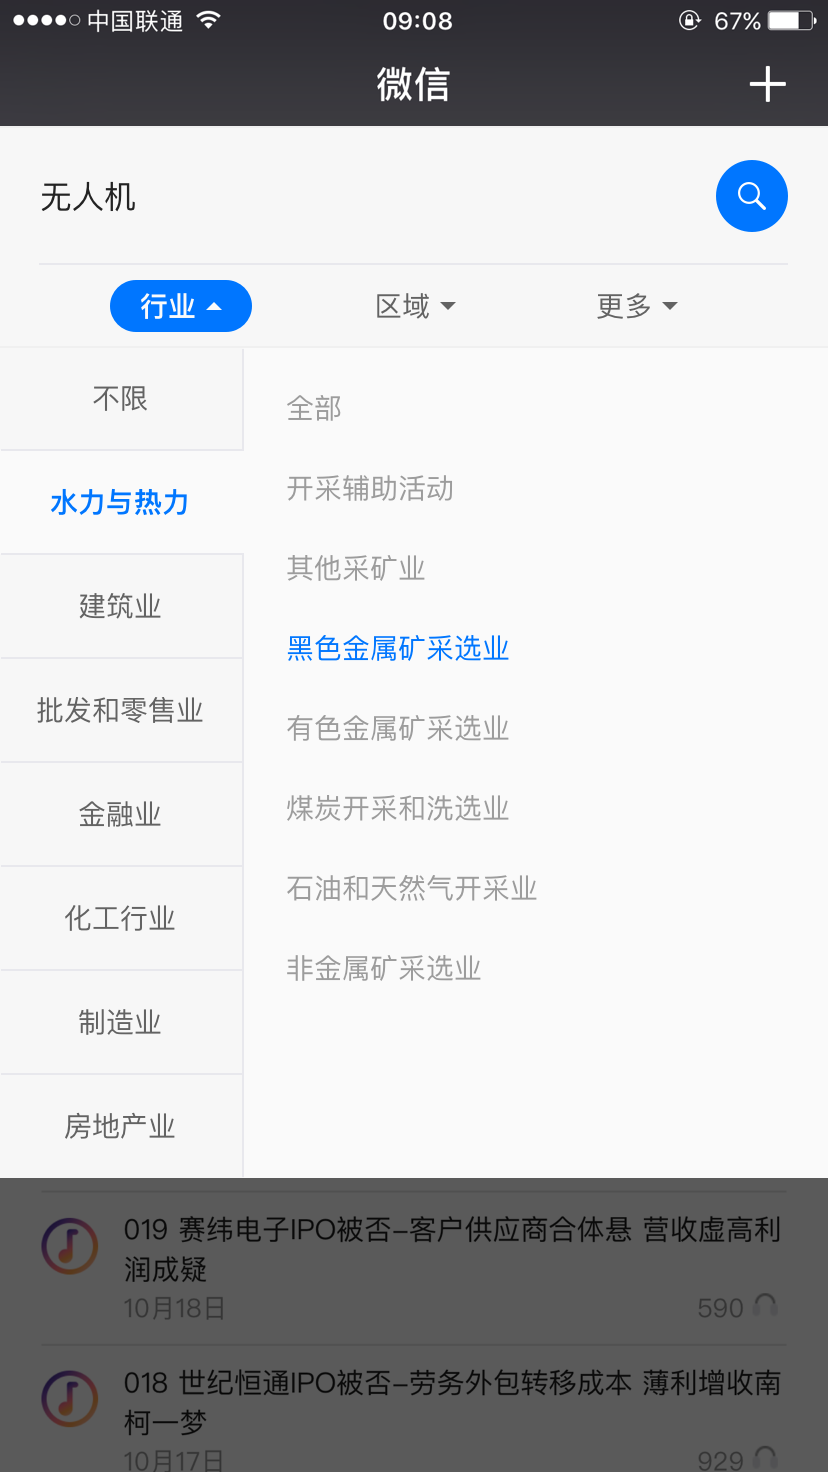 中国联通 09:08 67%
微信
无人机
行业 区域 更多
不限
水力与热力
建筑业
批发和零售业
金融业
化工行业
制造业
房地产业
全部
开采辅助活动
其他采矿业
黑色金属矿采选业
有色金属矿采选业
煤炭开采和洗选业
石油和天然气开采业
非金属矿采选业
019 赛纬电子IPO被否–客户供应商合体悬 营收虚高利
润成疑
10月18日 590
018 世纪恒通IPO被否–劳务外包转移成本 薄利增收南
柯一梦
10月17日 929